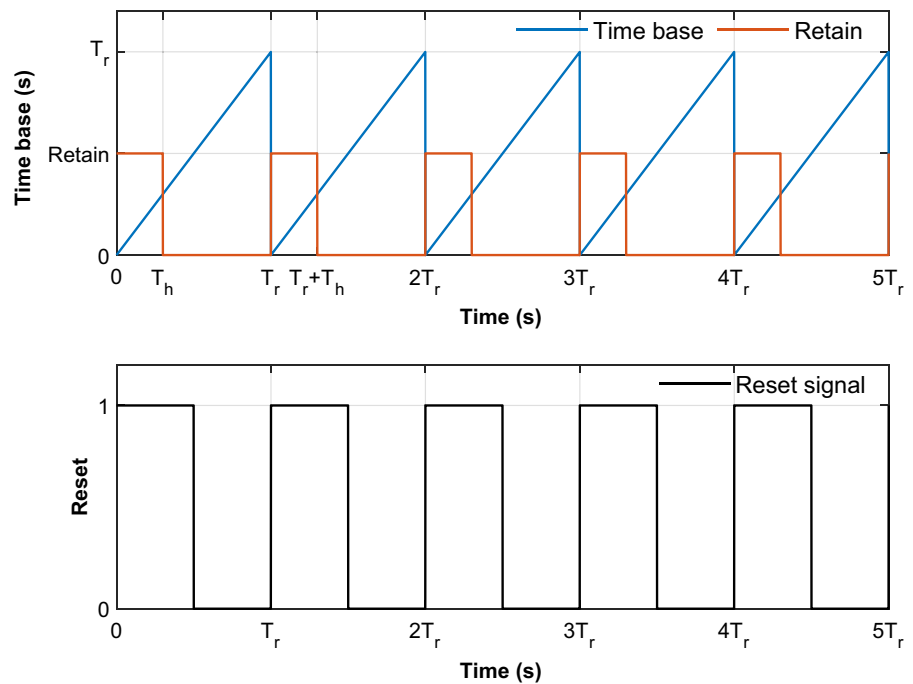 Time base Retain
T_r
Retain
0
Time base (s)
0 T_h T_r T_r+T_h 2T_r 3T_r 4T_r 5T_r
Time (s)
Reset signal
1
0
Reset
0 T_r 2T_r 3T_r 4T_r 5T_r
Time (s)